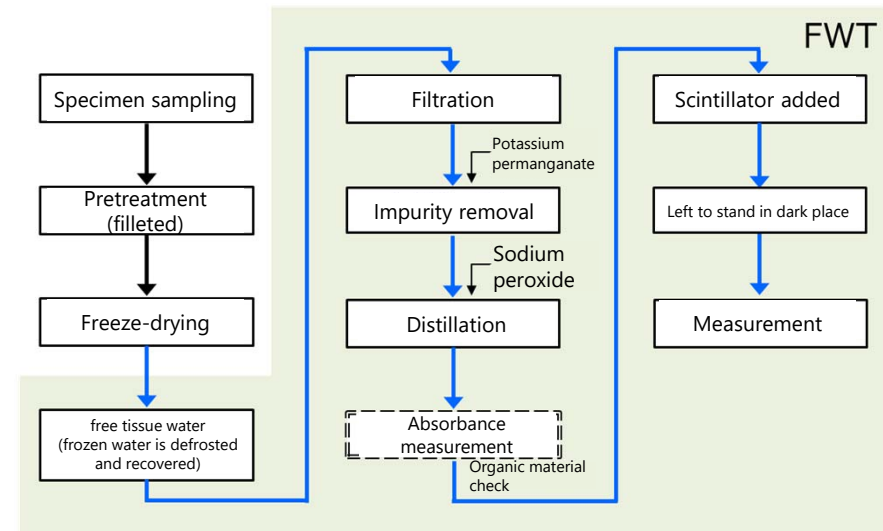 FWT
Specimen sampling
Pretreatment
(filleted)
Freeze-drying
free tissue water
(frozen water is defrosted
and recovered)
Filtration
Potassium
permanganate
Impurity removal
Sodium
peroxide
Distillation
Absorbance
measurement
Organic material
check
Scintillator added
Left to stand in dark place
Measurement